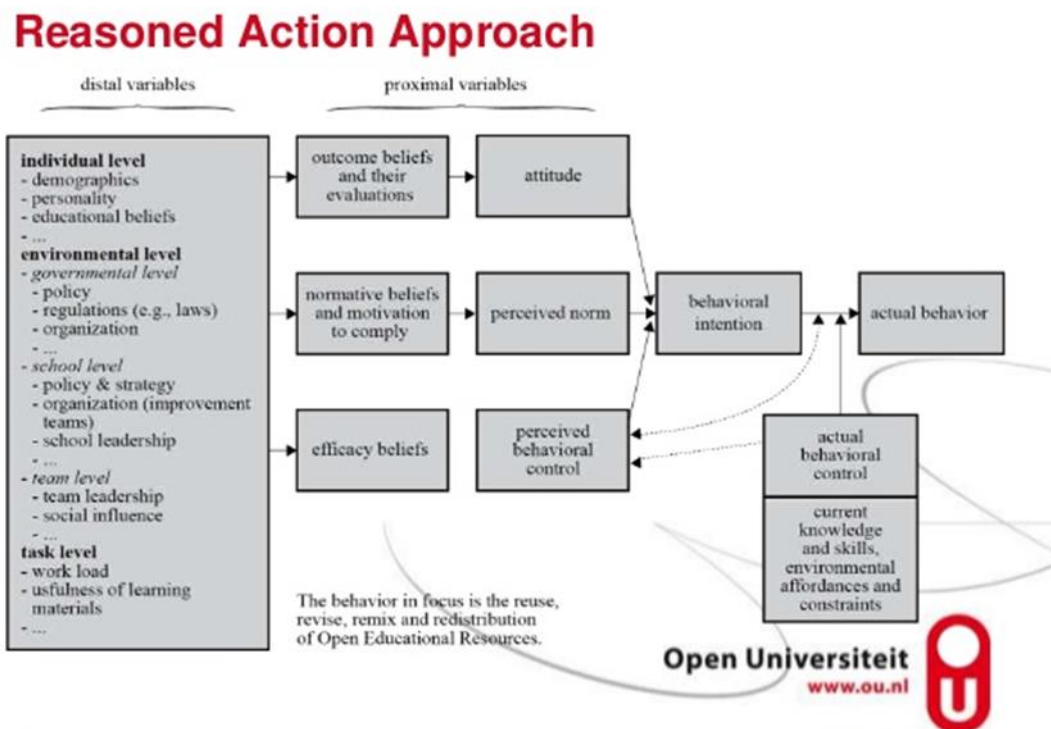 Reasoned Action Approach
distal variables
proximal variables
individual level
- demographics
- personality
- educational beliefs
- ...
environmental level
- governmental level
- policy
- regulations (e.g., laws)
- organization
- ...
- school level
- policy & strategy
- organization (improvement
teams)
- school leadership
- ...
- team level
- team leadership
- social influence
- ...
task level
- work load
- usfulness of learning
materials
- ...
outcome beliefs
and their
evaluations
attitude
normative beliefs
and motivation
to comply
perceived norm
efficacy beliefs
perceived
behavioral
control
behavioral
intention
actual behavior
actual
behavioral
control
current
knowledge
and skills,
environmental
affordances and
constraints
The behavior in focus is the reuse,
revise, remix and redistribution
of Open Educational Resources.
Open Universiteit
www.ou.nl